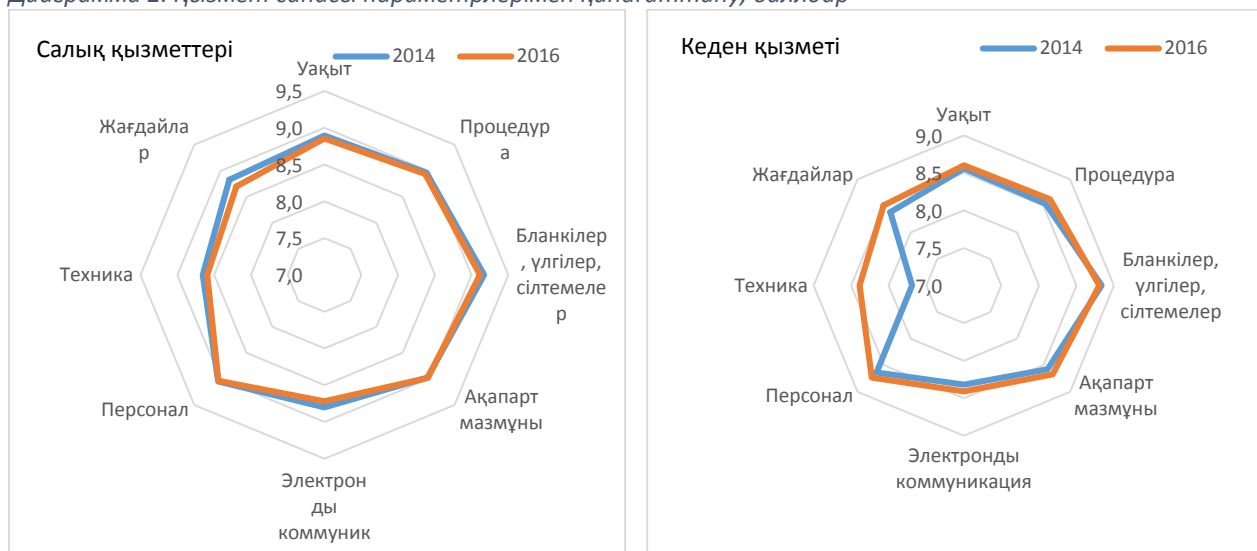 Салық қызметтері
2014
2016
Уақыт
9,5
9,0
8,5
8,0
7,5
7,0
Процедур
а
Бланкілер
, үлгілер,
сілтемеле
р
Ақапарт
мазмұны
Электрон
ды
коммуник
Персонал
Техника
Жағдайла
р
Кеден қызметі
2014
2016
Уақыт
9,0
8,5
8,0
7,5
7,0
Процедура
Бланкілер,
үлгілер,
сілтемелер
Ақапарт
мазмұны
Электронды
коммуникация
Персонал
Техника
Жағдайлар